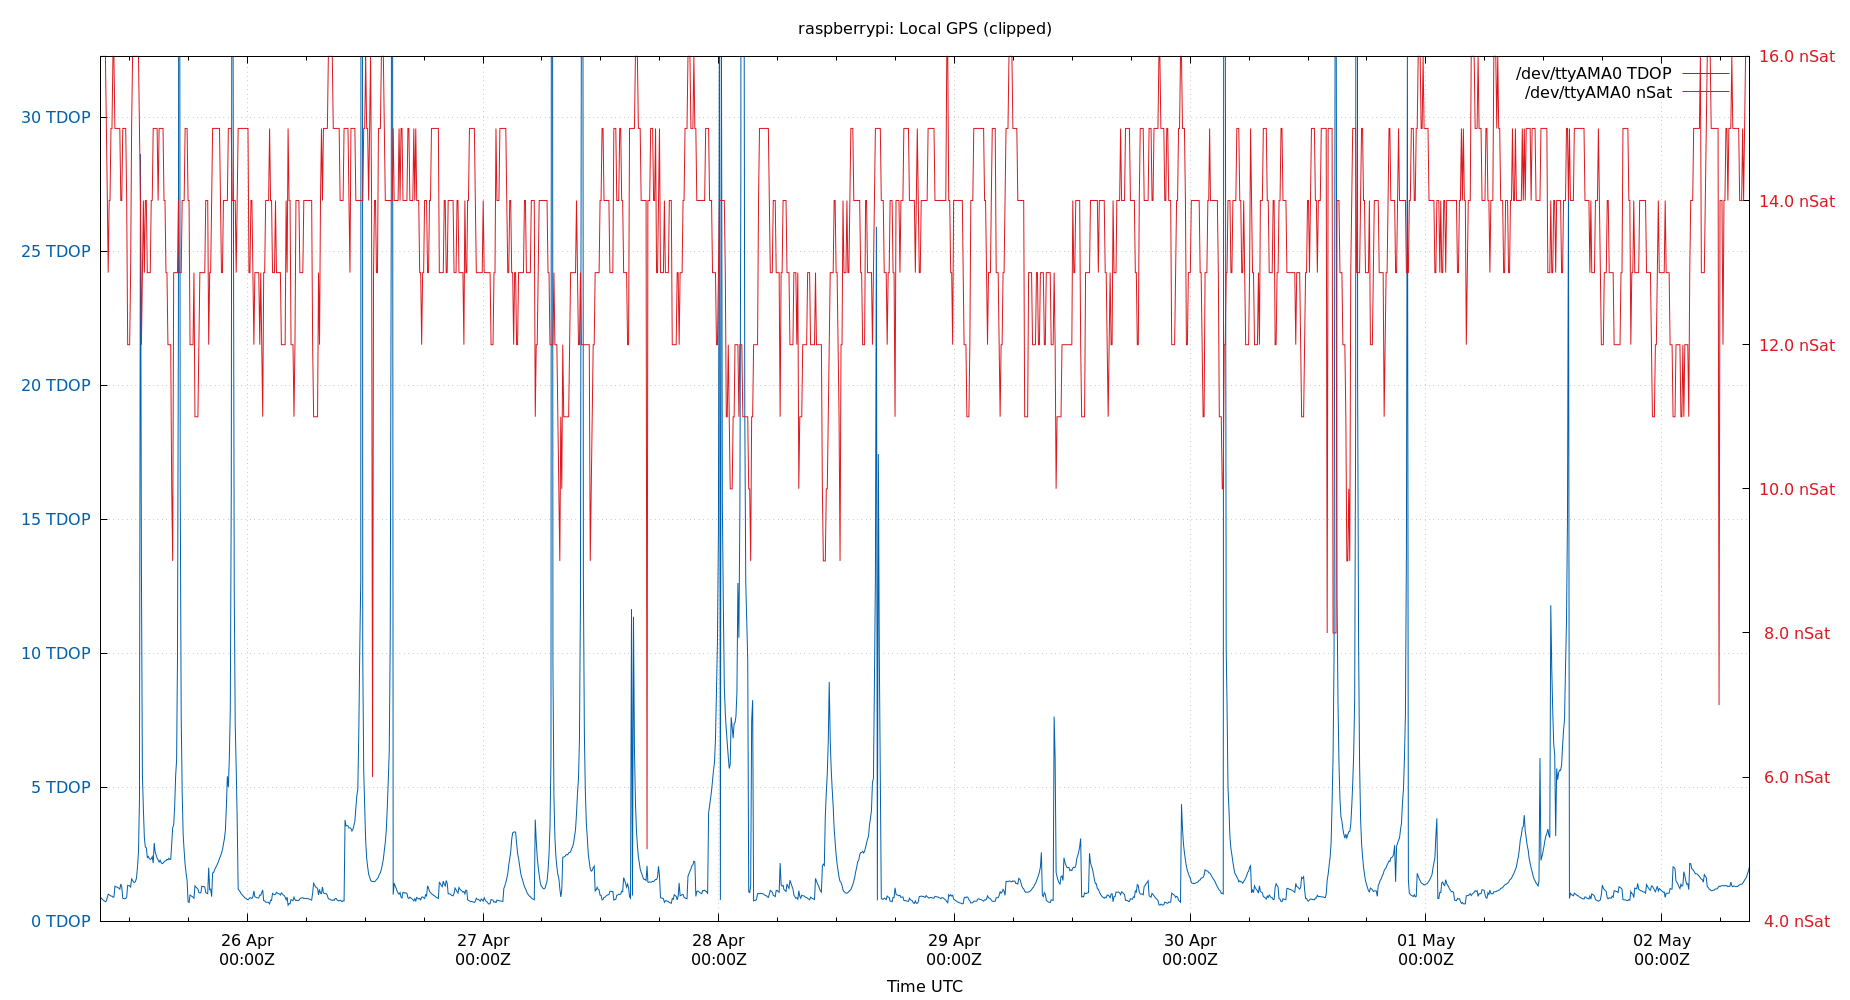 raspberrypi: Local GPS (clipped)
/dev/ttyAMA0 TDOP
/dev/ttyAMA0 nSat
30 TDOP
25 TDOP
20 TDOP
15 TDOP
10 TDOP
5 TDOP
0 TDOP
16.0 nSat
14.0 nSat
12.0 nSat
10.0 nSat
8.0 nSat
6.0 nSat
4.0 nSat
26 Apr
00:00Z
27 Apr
00:00Z
28 Apr
00:00Z
29 Apr
00:00Z
30 Apr
00:00Z
01 May
00:00Z
02 May
00:00Z
Time UTC